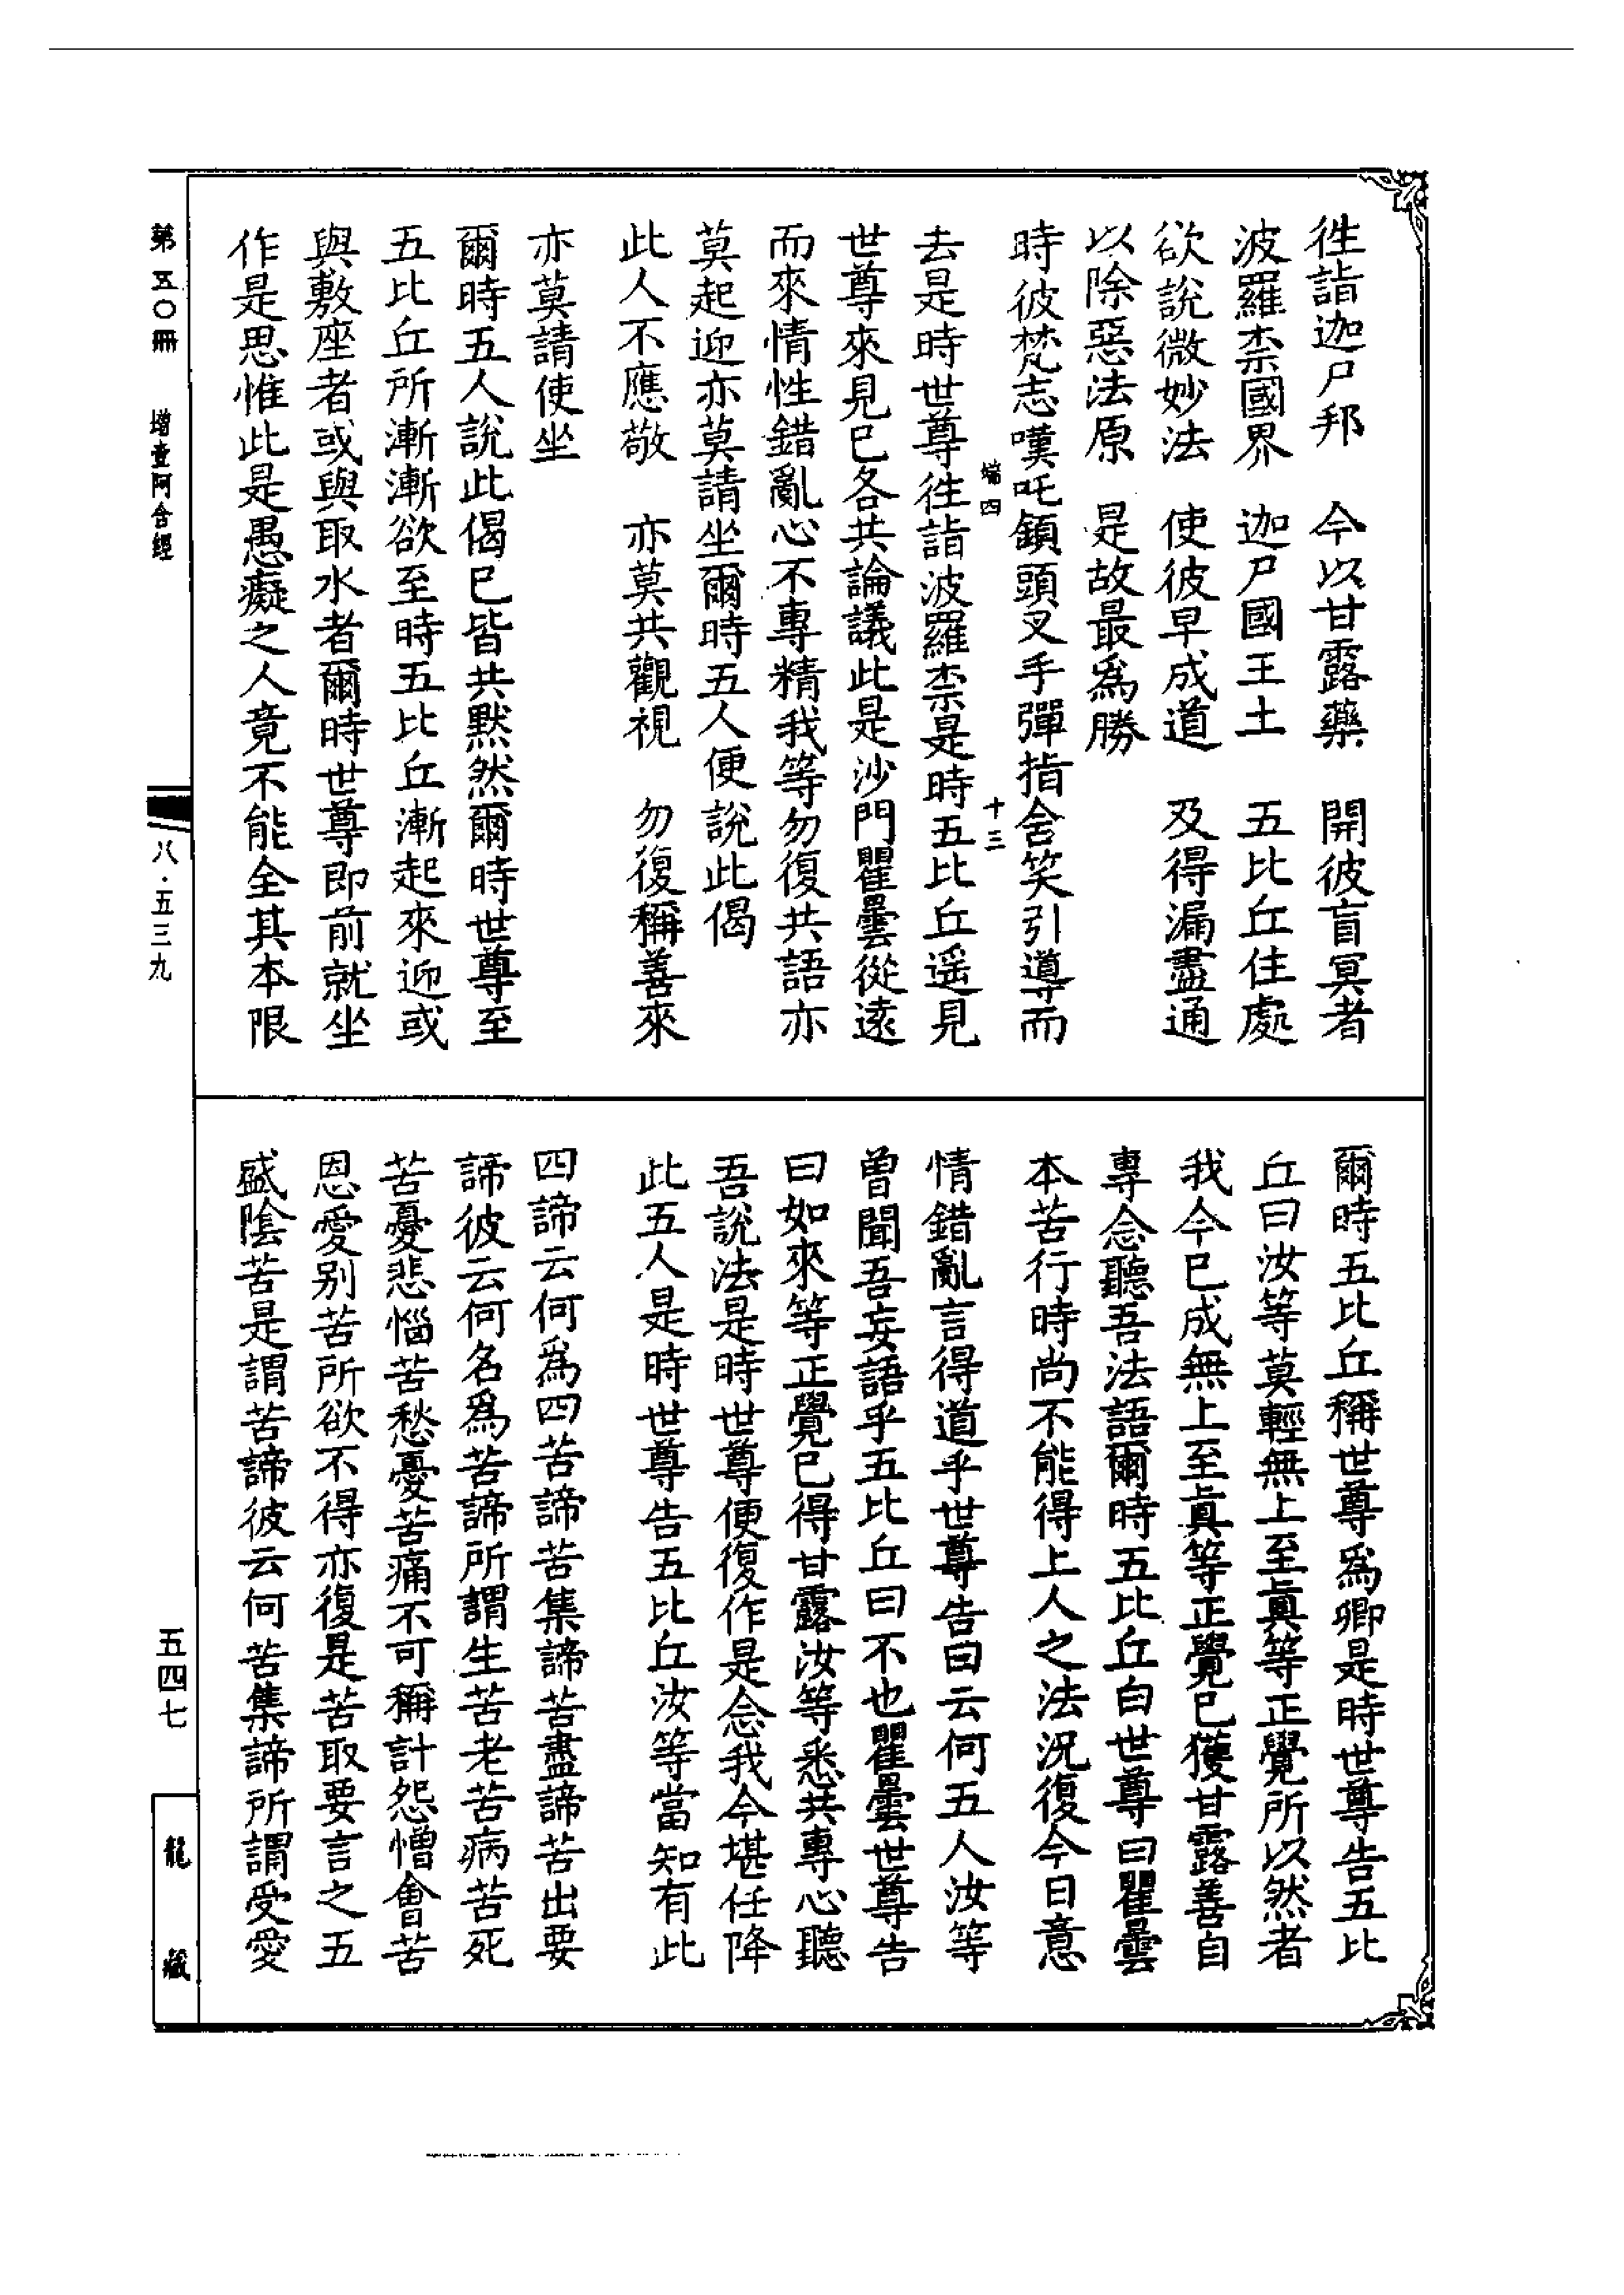 徃詣迦尸邦　今以甘露藥　開彼盲冥者
波羅柰國界　迦尸國王土　五比丘住處
欲說微妙法　使彼早成道　及得漏盡通
以除惡法原　是故最爲勝
時彼梵志嘆吒頷頭叉手彈指含笑引導而
端四　十三
去是時世尊徃詣波羅柰是時五比丘遥見
世尊來見已各共論議此是沙門瞿曇從遠
而來情性錯亂心不專精我等勿復共語亦
莫起迎亦莫請坐爾時五人便說此偈
此人不應敬　亦莫共觀視　勿復稱善來
亦莫請使坐
爾時五人說此偈已皆共默然爾時世尊至
五比丘所漸漸欲至時五比丘漸起來迎或
與敷座者或與取水者爾時世尊即前就坐
作是思惟此是愚癡之人竟不能全其本限
爾時五比丘稱世尊爲卿是時世尊告五比
丘曰汝等莫輕無上至眞等正覺所以然者
我今已成無上至眞等正覺已獲甘露善自
專念聽吾法語爾時五比丘白世尊曰瞿曇
本苦行時尚不能得上人之法況復今日意
情錯亂言得道乎世尊告曰云何五人汝等
曾聞吾妄語乎五比丘曰不也瞿曇世尊告
曰如來等正覺已得甘露汝等悉共專心聽
吾說法是時世尊便復作是念我今堪任降
此五人是時世尊告五比丘汝等當知有此
四諦云何爲四苦諦苦集諦苦盡諦苦出要
諦彼云何名爲苦諦所謂生苦老苦病苦死
苦憂悲惱苦愁憂苦痛不可稱計怨憎會苦
恩愛别苦所欲不得亦復是苦取要言之五
盛陰苦是謂苦諦彼云何苦集諦所謂受愛
第五〇冊　增壹阿含經
八·五三九
五四七
龍藏